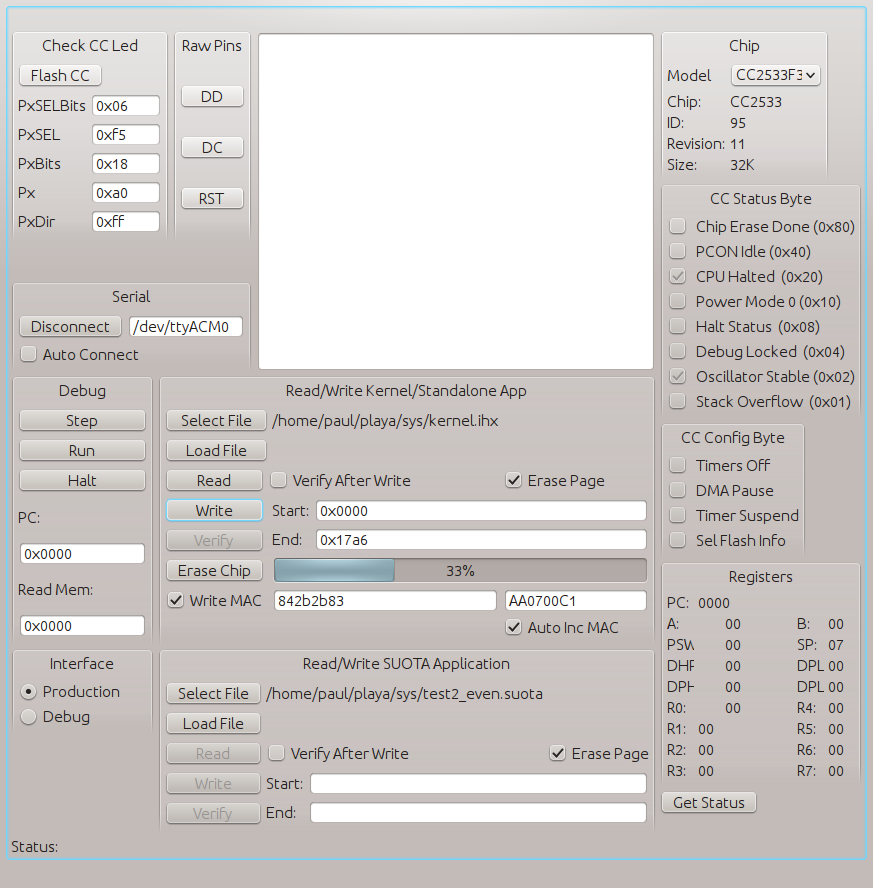 Check CC Led
Flash CC
PxSELBits 0x06
PxSEL 0xf5
PxBits 0x18
Px 0xa0
PxDir 0xff
Raw Pins
DD
DC
RST
Chip
Model CC2533F3
Chip: CC2533
ID: 95
Revision: 11
Size: 32K
CC Status Byte
Chip Erase Done (0x80)
PCON Idle (0x40)
CPU Halted (0x20)
Power Mode 0 (0x10)
Halt Status (0x08)
Debug Locked (0x04)
Oscillator Stable (0x02)
Stack Overflow (0x01)
Serial
Disconnect /dev/ttyACM0
Auto Connect
Debug
Step
Run
Halt
PC:
0x0000
Read Mem:
0x0000
Interface
Production
Debug
Read/Write Kernel/Standalone App
Select File /home/paul/playa/sys/kernel.ihx
Load File
Read Verify After Write Erase Page
Write Start: 0x0000
Verify End: 0x17a6
Erase Chip 33%
Write MAC 842b2b83 AA0700C1
Auto Inc MAC
Read/Write SUOTA Application
Select File /home/paul/playa/sys/test2_even.suota
Load File
Read Verify After Write Erase Page
Write Start:
Verify End:
CC Config Byte
Timers Off
DMA Pause
Timer Suspend
Sel Flash Info
Registers
PC: 0000
A: 00 B: 00
PSW 00 SP: 07
DHP 00 DPL 00
DPH 00 DPL 00
R0: 00 R4: 00
R1: 00 R5: 00
R2: 00 R6: 00
R3: 00 R7: 00
Get Status
Status: